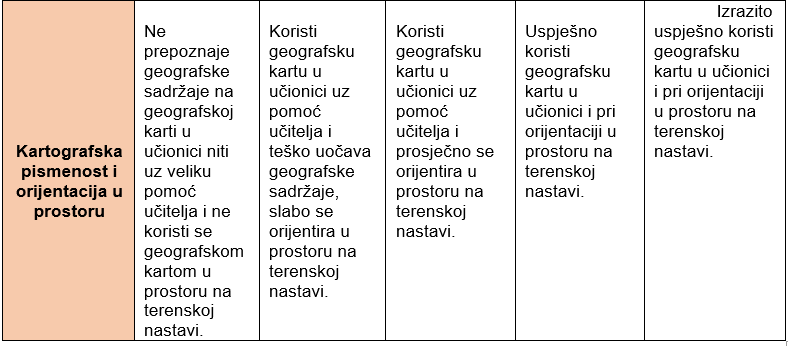 Kartografska
pismenost i
orijentacija u
prostoru
Ne
prepoznaje
geografske
sadržaje na
geografskoj
karti u
učionici niti
uz veliku
pomoć
učitelja i ne
koristi se
geografskom
kartom u
prostoru na
terenskoj
nastavi.
Koristi
geografsku
kartu u
učionici uz
pomoć
učitelja i
teško uočava
geografske
sadržaje,
slabo se
orijentira u
prostoru na
terenskoj
nastavi.
Koristi
geografsku
kartu u
učionici uz
pomoć
učitelja i
prosječno se
orijentira u
prostoru na
terenskoj
nastavi.
Uspješno
koristi
geografsku
kartu u
učionici i pri
orijentaciji u
prostoru na
terenskoj
nastavi.
Izrazito
uspješno koristi
geografsku
kartu u učionici
i pri orijentaciji
u prostoru na
terenskoj
nastavi.